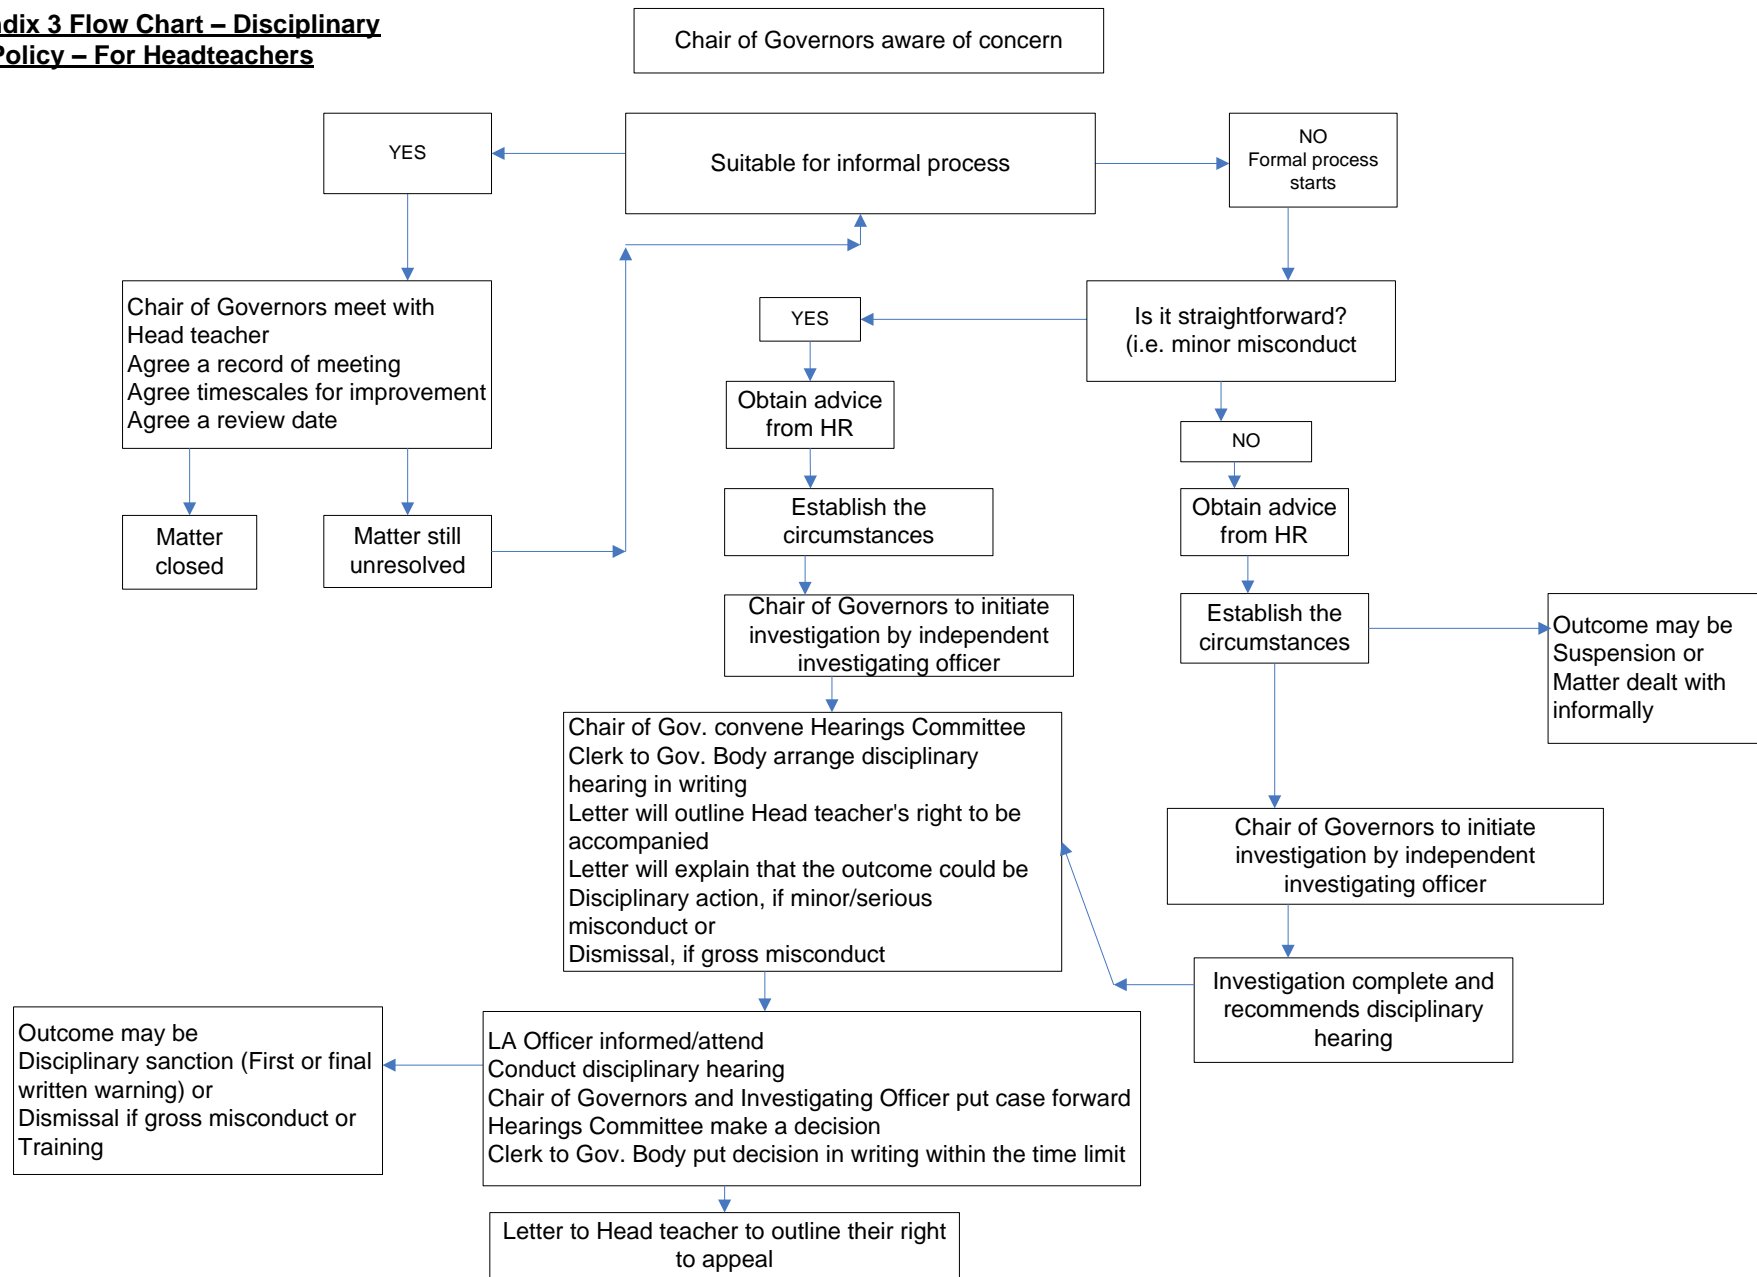 ndix 3 Flow Chart – Disciplinary
Policy – For Headteachers
Chair of Governors aware of concern
YES
Suitable for informal process
NO
Formal process
starts
Chair of Governors meet with
Head teacher
Agree a record of meeting
Agree timescales for improvement
Agree a review date
YES
Is it straightforward?
(i.e. minor misconduct
Obtain advice
from HR
NO
Matter
closed
Matter still
unresolved
Establish the
circumstances
Obtain advice
from HR
Chair of Governors to initiate
investigation by independent
investigating officer
Establish the
circumstances
Outcome may be
Suspension or
Matter dealt with
informally
Chair of Gov. convene Hearings Committee
Clerk to Gov. Body arrange disciplinary
hearing in writing
Letter will outline Head teacher's right to be
accompanied
Letter will explain that the outcome could be
Disciplinary action, if minor/serious
misconduct or
Dismissal, if gross misconduct
Chair of Governors to initiate
investigation by independent
investigating officer
Investigation complete and
recommends disciplinary
hearing
Outcome may be
Disciplinary sanction (First or final
written warning) or
Dismissal if gross misconduct or
Training
LA Officer informed/attend
Conduct disciplinary hearing
Chair of Governors and Investigating Officer put case forward
Hearings Committee make a decision
Clerk to Gov. Body put decision in writing within the time limit
Letter to Head teacher to outline their right
to appeal